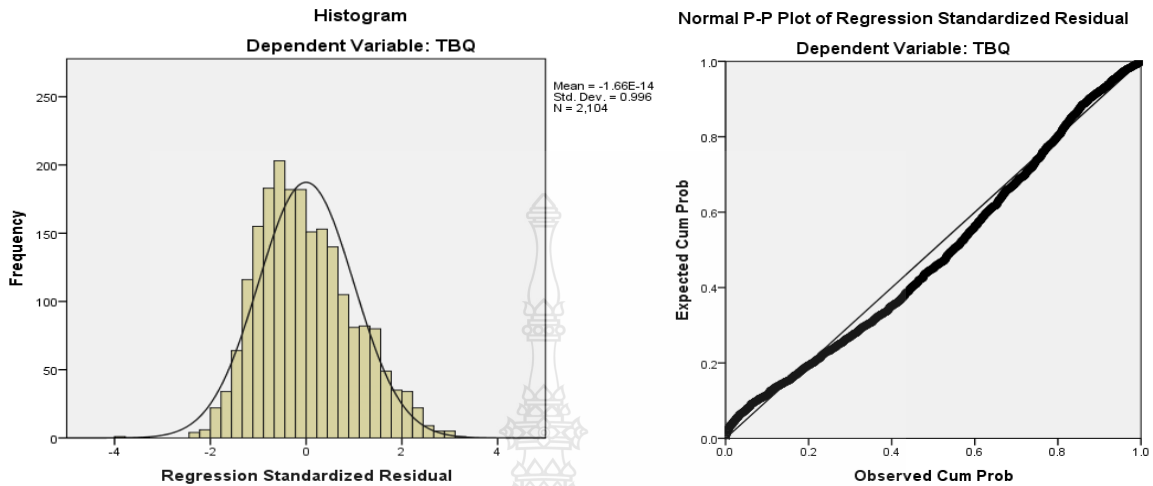 Histogram
Dependent Variable: TBQ
Mean = -1.66E-14
Std. Dev. = 0.996
N = 2,104
250
200
150
100
50
0
Frequency
-4
-2
0
2
4
Regression Standardized Residual
Normal P-P Plot of Regression Standardized Residual
Dependent Variable: TBQ
1.0
0.8
0.6
0.4
0.2
0.0
Expected Cum Prob
0.0
0.2
0.4
0.6
0.8
1.0
Observed Cum Prob